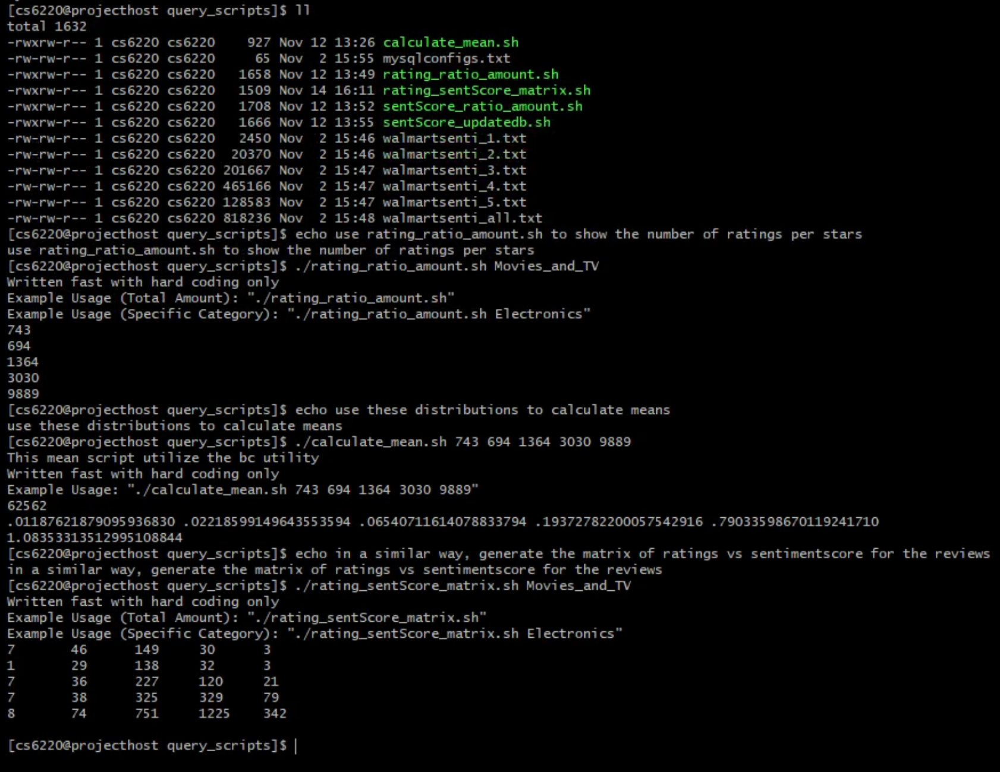 [cs6220@projecthost query_scripts]$ ll
total 1632
-rwxrw-r-- 1 cs6220 cs6220    927 Nov 12 13:26 calculate_mean.sh
-rw-rw-r-- 1 cs6220 cs6220     65 Nov  2 15:55 mysqlconfigs.txt
-rwxrw-r-- 1 cs6220 cs6220   1658 Nov 12 13:49 rating_ratio_amount.sh
-rwxrw-r-- 1 cs6220 cs6220   1509 Nov 14 16:11 rating_sentScore_matrix.sh
-rwxrw-r-- 1 cs6220 cs6220   1708 Nov 12 13:52 sentScore_ratio_amount.sh
-rwxrw-r-- 1 cs6220 cs6220   1666 Nov 12 13:55 sentScore_updatedb.sh
-rw-rw-r-- 1 cs6220 cs6220   2450 Nov  2 15:46 walmartsenti_1.txt
-rw-rw-r-- 1 cs6220 cs6220  20370 Nov  2 15:46 walmartsenti_2.txt
-rw-rw-r-- 1 cs6220 cs6220 201667 Nov  2 15:47 walmartsenti_3.txt
-rw-rw-r-- 1 cs6220 cs6220 465166 Nov  2 15:47 walmartsenti_4.txt
-rw-rw-r-- 1 cs6220 cs6220 128583 Nov  2 15:47 walmartsenti_5.txt
-rw-rw-r-- 1 cs6220 cs6220 818236 Nov  2 15:48 walmartsenti_all.txt
[cs6220@projecthost query_scripts]$ echo use rating_ratio_amount.sh to show the number of ratings per stars
use rating_ratio_amount.sh to show the number of ratings per stars
[cs6220@projecthost query_scripts]$ ./rating_ratio_amount.sh Movies_and_TV
Written fast with hard coding only
Example Usage (Total Amount): "./rating_ratio_amount.sh"
Example Usage (Specific Category): "./rating_ratio_amount.sh Electronics"
743
694
1364
3030
9889
[cs6220@projecthost query_scripts]$ echo use these distributions to calculate means
use these distributions to calculate means
[cs6220@projecthost query_scripts]$ ./calculate_mean.sh 743 694 1364 3030 9889
This mean script utilize the bc utility
Written fast with hard coding only
Example Usage: "./calculate_mean.sh 743 694 1364 3030 9889"
62562
.01187621879095936830 .02218599149643553594 .06540711614078833794 .19372782200057542916 .79033598670119241710
1.08353313512995108844
[cs6220@projecthost query_scripts]$ echo in a similar way, generate the matrix of ratings vs sentimentscore for the reviews
in a similar way, generate the matrix of ratings vs sentimentscore for the reviews
[cs6220@projecthost query_scripts]$ ./rating_sentScore_matrix.sh Movies_and_TV
Written fast with hard coding only
Example Usage (Total Amount): "./rating_sentScore_matrix.sh"
Example Usage (Specific Category): "./rating_sentScore_matrix.sh Electronics"
7       46      149     30      3
1       29      138     32      3
7       36      227     120     21
7       38      325     329     79
8       74      751     1225    342
[cs6220@projecthost query_scripts]$